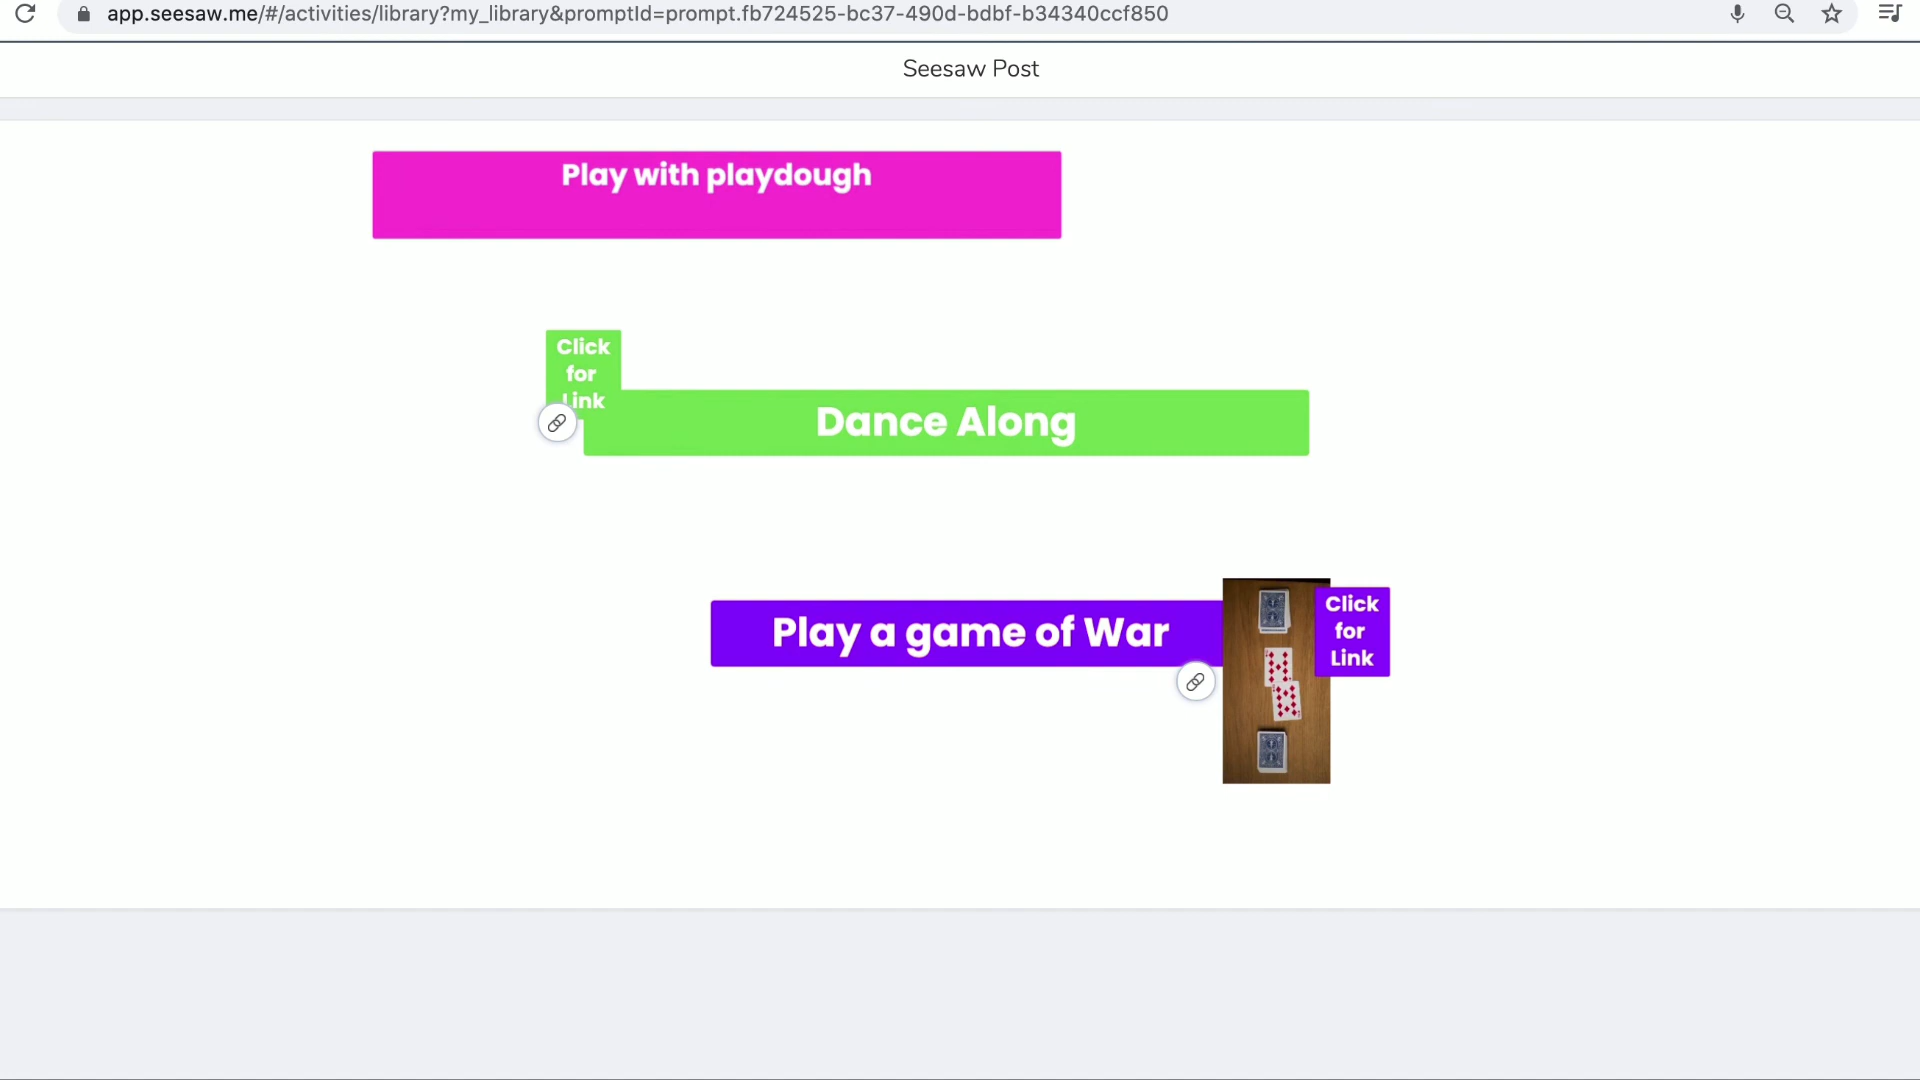 app.seesaw.me/#/activities/library?my_library&promptId=prompt.fb724525-bc37-490d-bdbf-b34340ccf850
Seesaw Post
Play with playdough
Click
for
Link
Dance Along
Play a game of War
Click
for
Link